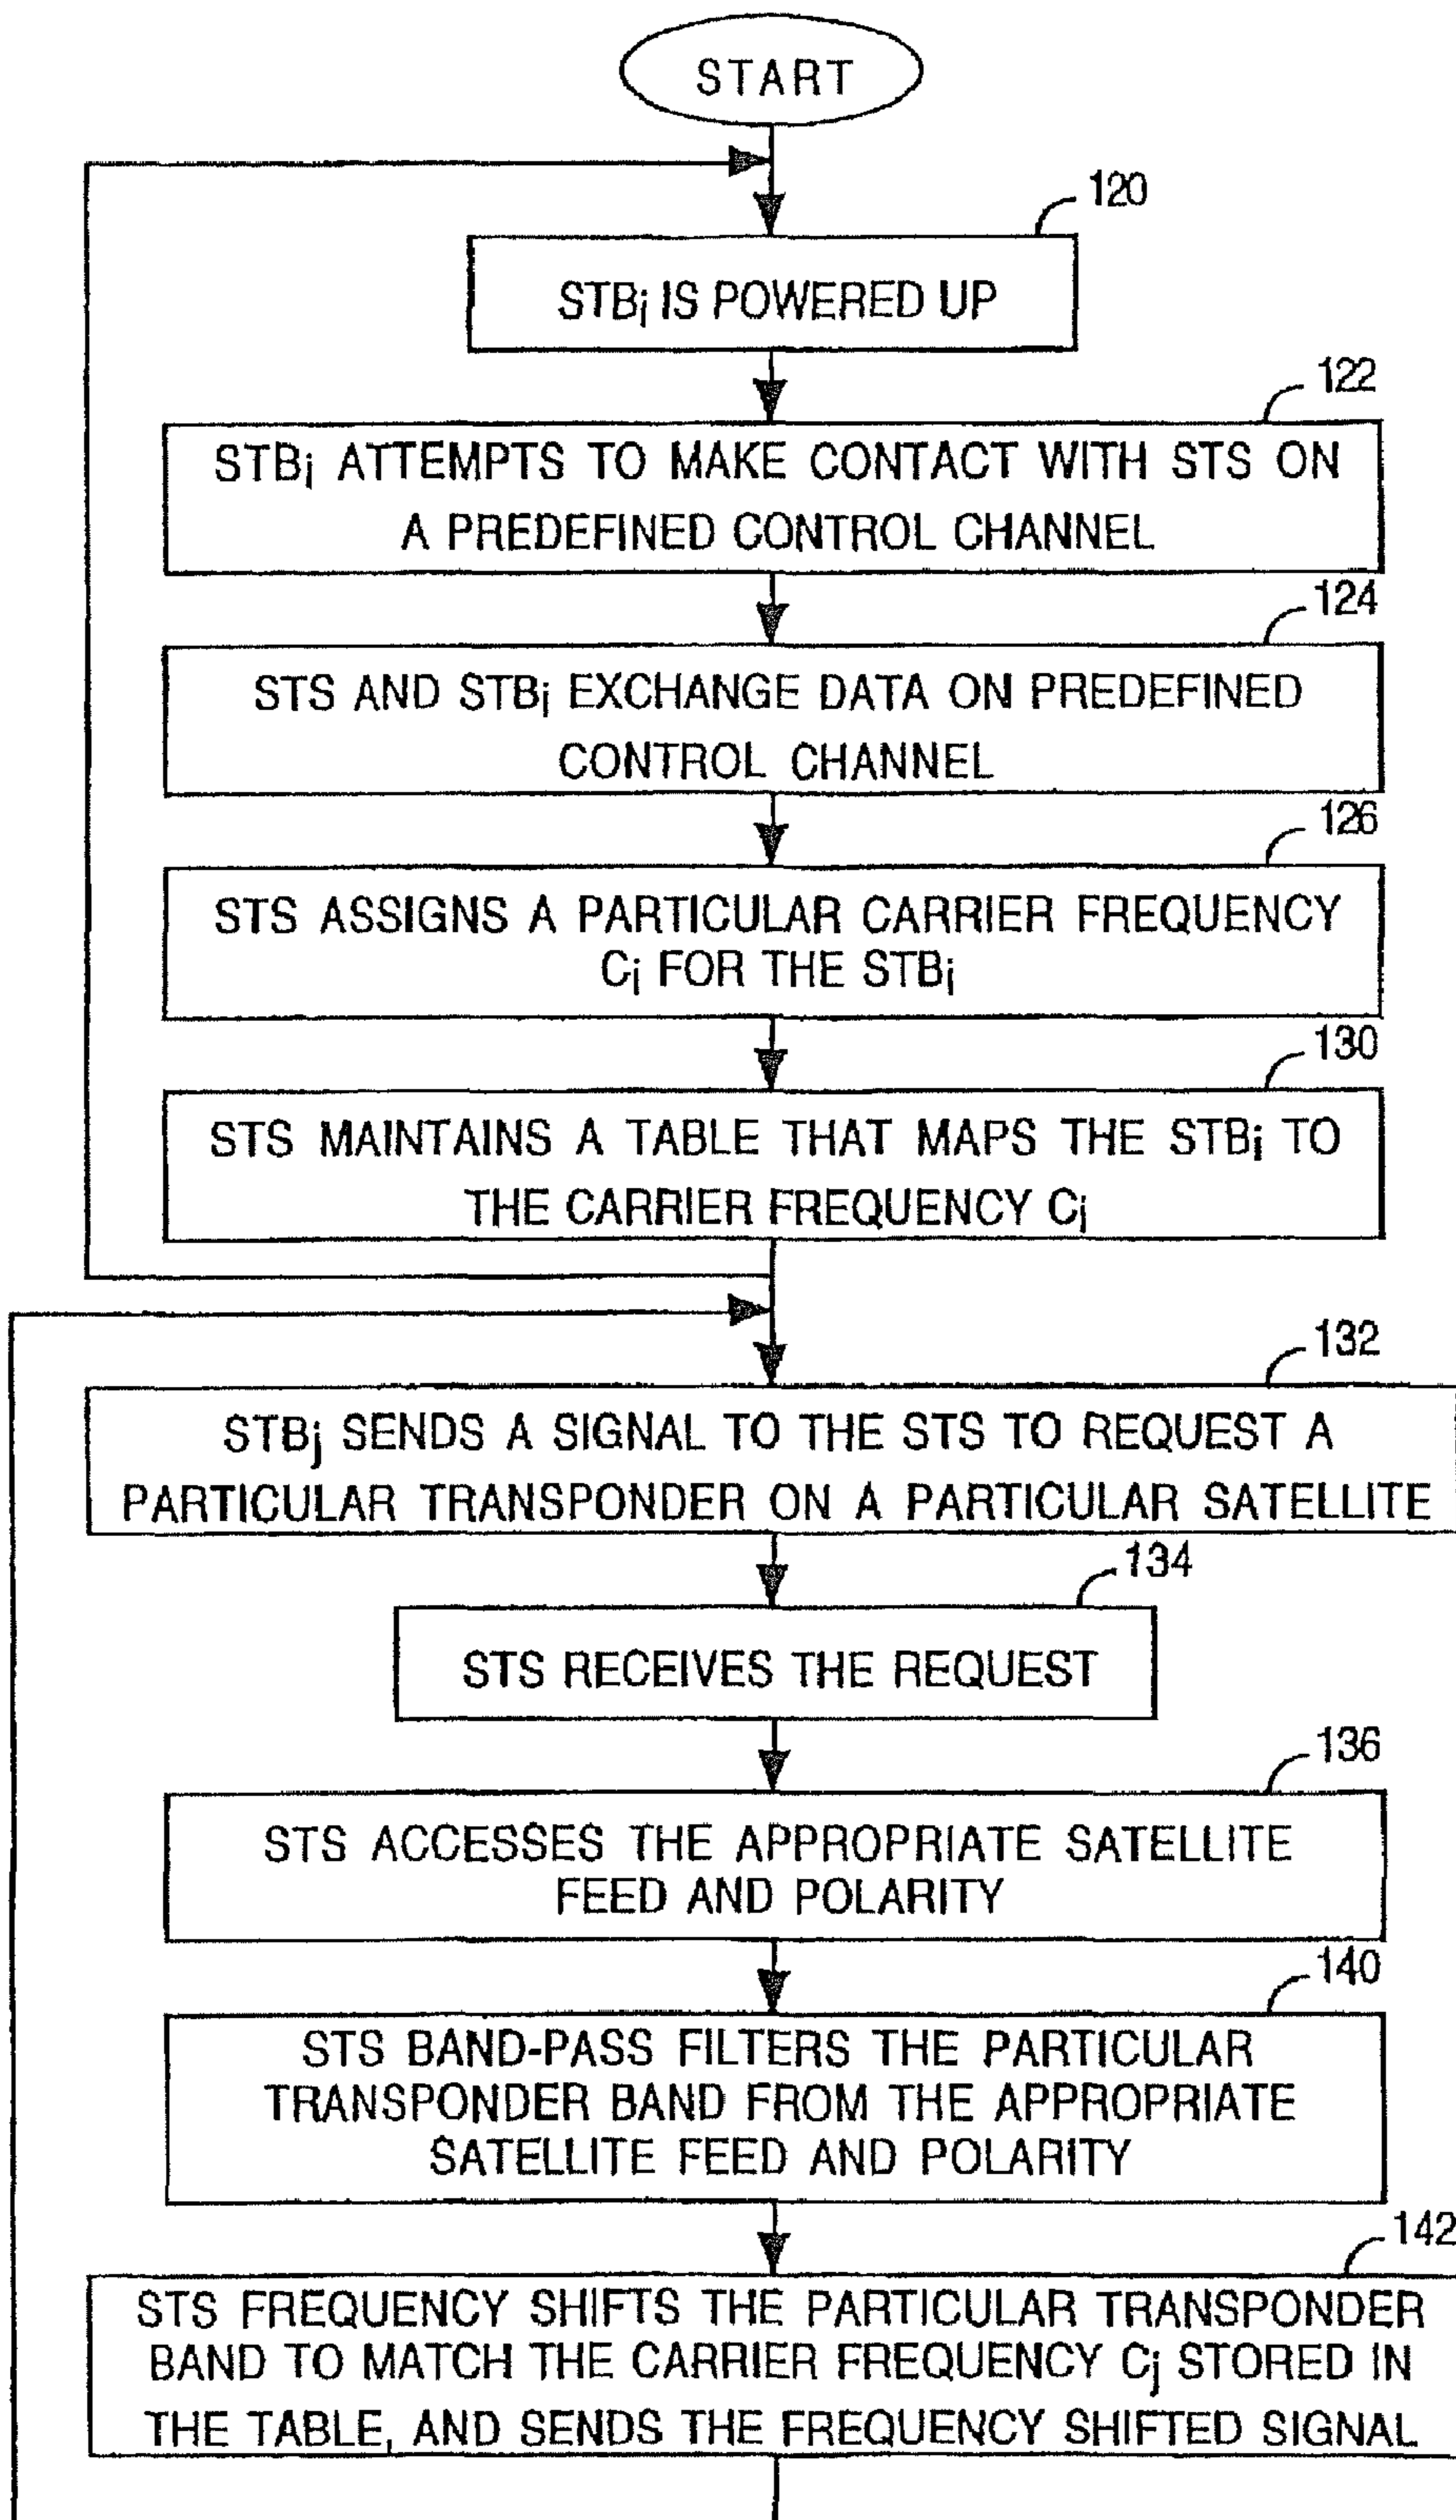 START
120
STBi IS POWERED UP
122
STBi ATTEMPTS TO MAKE CONTACT WITH STS ON
A PREDEFINED CONTROL CHANNEL
124
STS AND STBi EXCHANGE DATA ON PREDEFINED
CONTROL CHANNEL
126
STS ASSIGNS A PARTICULAR CARRIER FREQUENCY
Ci FOR THE STBi
130
STS MAINTAINS A TABLE THAT MAPS THE STBi TO
THE CARRIER FREQUENCY Ci
132
STBj SENDS A SIGNAL TO THE STS TO REQUEST A
PARTICULAR TRANSPONDER ON A PARTICULAR SATELLITE
134
STS RECEIVES THE REQUEST
136
STS ACCESSES THE APPROPRIATE SATELLITE
FEED AND POLARITY
140
STS BAND-PASS FILTERS THE PARTICULAR
TRANSPONDER BAND FROM THE APPROPRIATE
SATELLITE FEED AND POLARITY
142
STS FREQUENCY SHIFTS THE PARTICULAR TRANSPONDER
BAND TO MATCH THE CARRIER FREQUENCY Cj STORED IN
THE TABLE, AND SENDS THE FREQUENCY SHIFTED SIGNAL